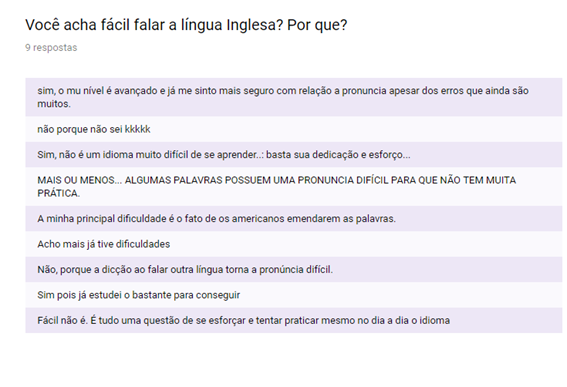 Você acha fácil falar a língua Inglesa? Por que?
9 respostas
sim, o mu nível é avançado e já me sinto mais seguro com relação a pronuncia apesar dos erros que ainda são
muitos.
não porque não sei kkkkk
Sim, não é um idioma muito difícil de se aprender..: basta sua dedicação e esforço...
MAIS OU MENOS... ALGUMAS PALAVRAS POSSUEM UMA PRONUNCIA DIFÍCIL PARA QUE NÃO TEM MUITA
PRÁTICA.
A minha principal dificuldade é o fato de os americanos emendarem as palavras.
Acho mais já tive dificuldades
Não, porque a dicção ao falar outra língua torna a pronúncia difícil.
Sim pois já estudei o bastante para conseguir
Fácil não é. É tudo uma questão de se esforçar e tentar praticar mesmo no dia a dia o idioma